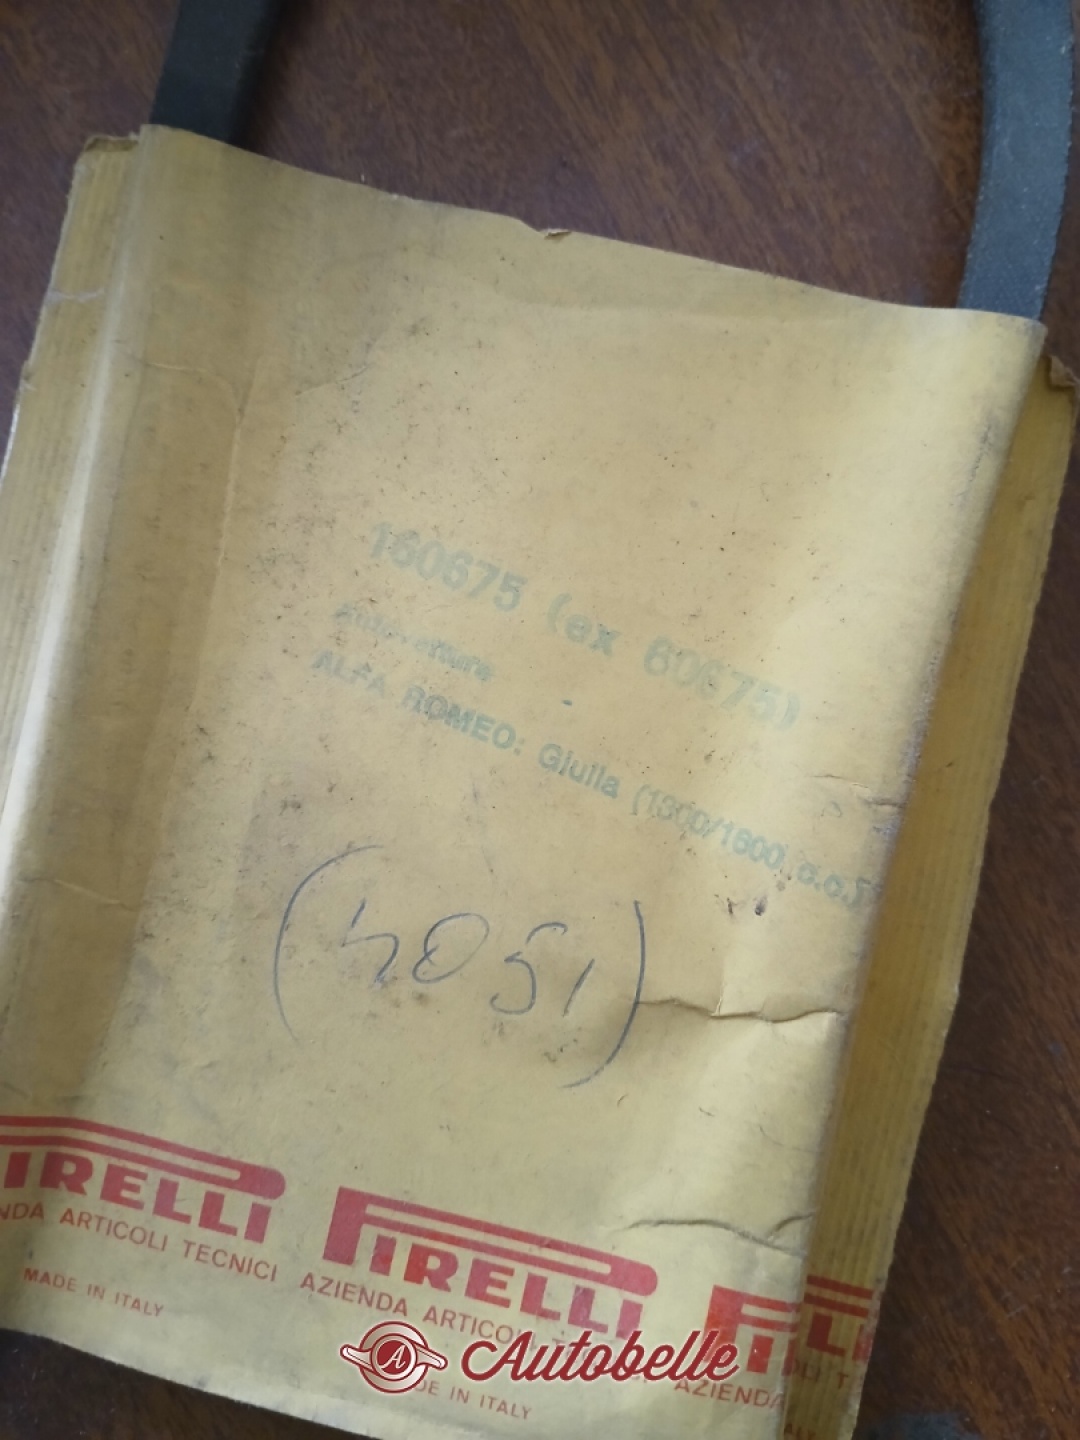 160675 (ex 60675)
Autovetture -
ALFA ROMEO: Giulia (1300/1600 c.c.)
(4051)
PIRELLI PIRELLI
AZIENDA ARTICOLI TECNICI AZIENDA ARTICOLI AZIENDA
MADE IN ITALY
MADE IN ITALY
Autobelle